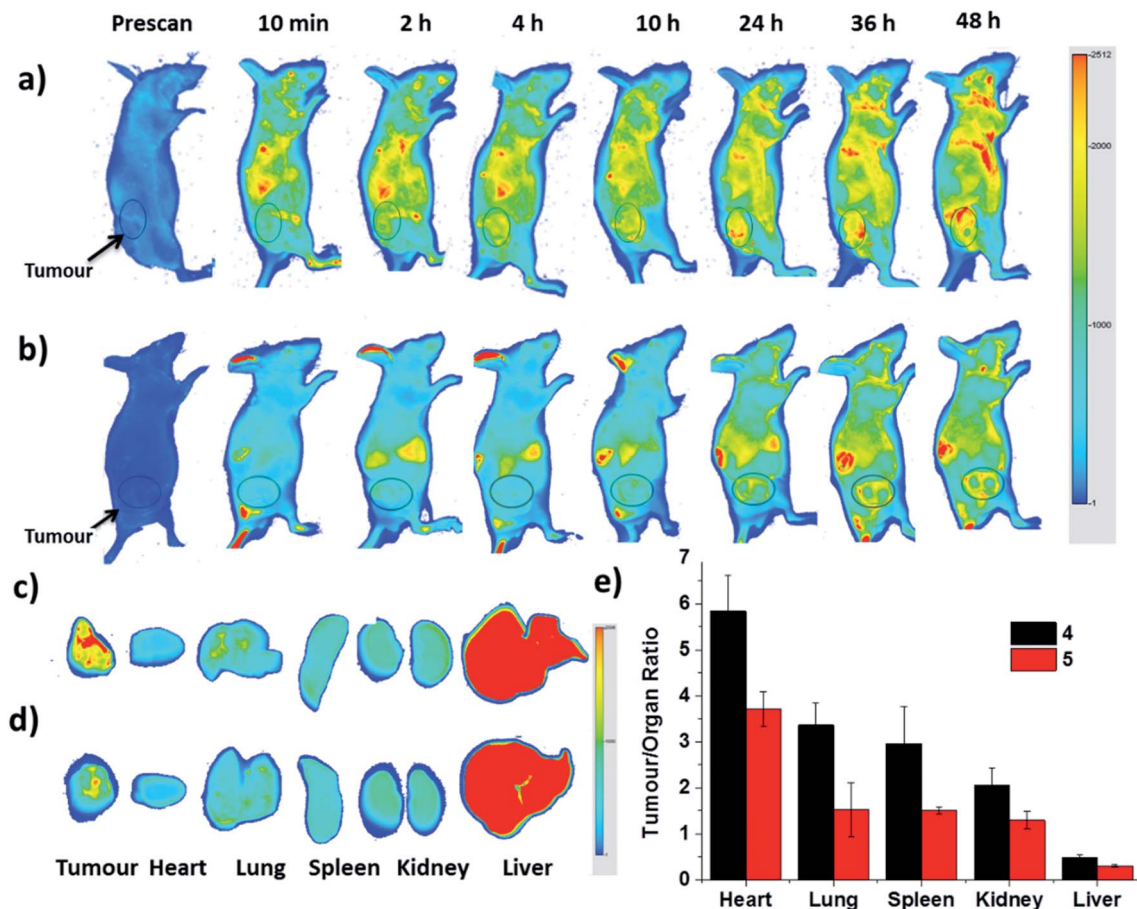 Prescan 10 min 2 h 4 h 10 h 24 h 36 h 48 h
a)
Tumour
2512
2000
1000
1
b)
Tumour
c)
d)
1000
Tumour Heart Lung Spleen Kidney Liver
e)
Tumour/Organ Ratio
7
6
5
4
3
2
1
0
4
5
Heart Lung Spleen Kidney Liver